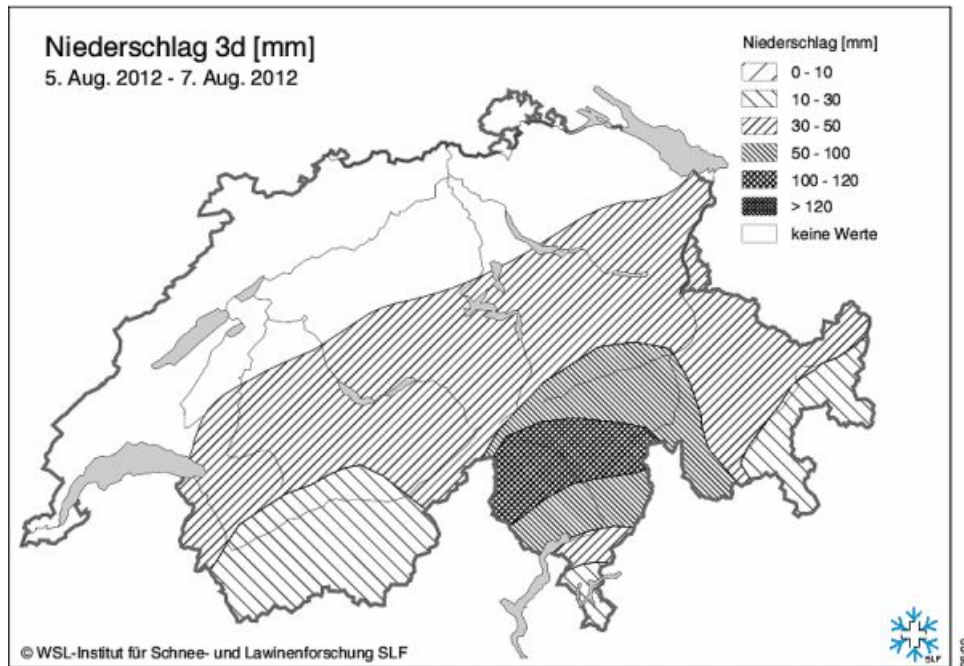 Niederschlag 3d [mm]
5. Aug. 2012 - 7. Aug. 2012
Niederschlag [mm]
0 - 10
10 - 30
30 - 50
50 - 100
100 - 120
> 120
keine Werte
© WSL-Institut für Schnee- und Lawinenforschung SLF
SLF